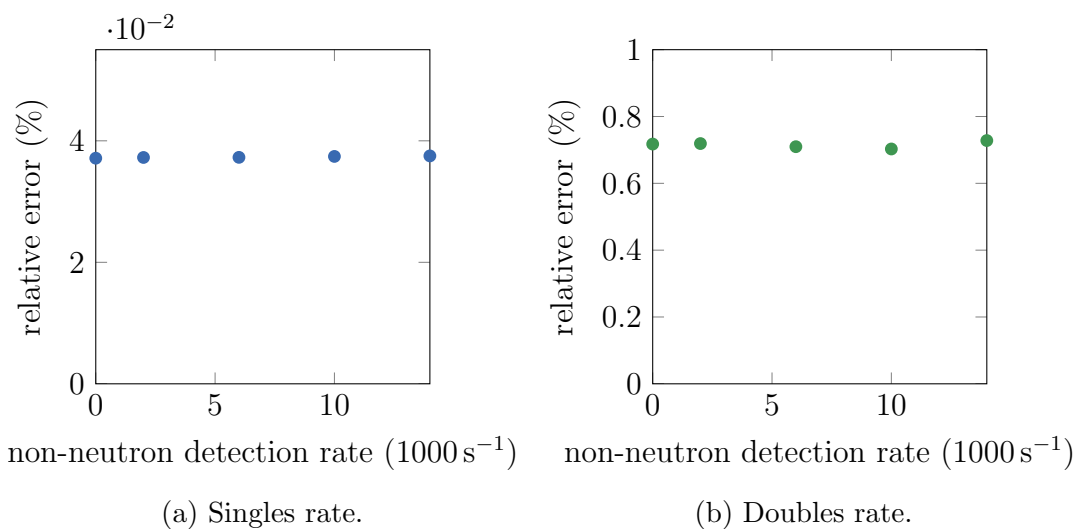 ·10⁻²
4
2
0
0 5 10
relative error (%)
non-neutron detection rate (1000 s⁻¹)
(a) Singles rate.
1
0.8
0.6
0.4
0.2
0
0 5 10
relative error (%)
non-neutron detection rate (1000 s⁻¹)
(b) Doubles rate.